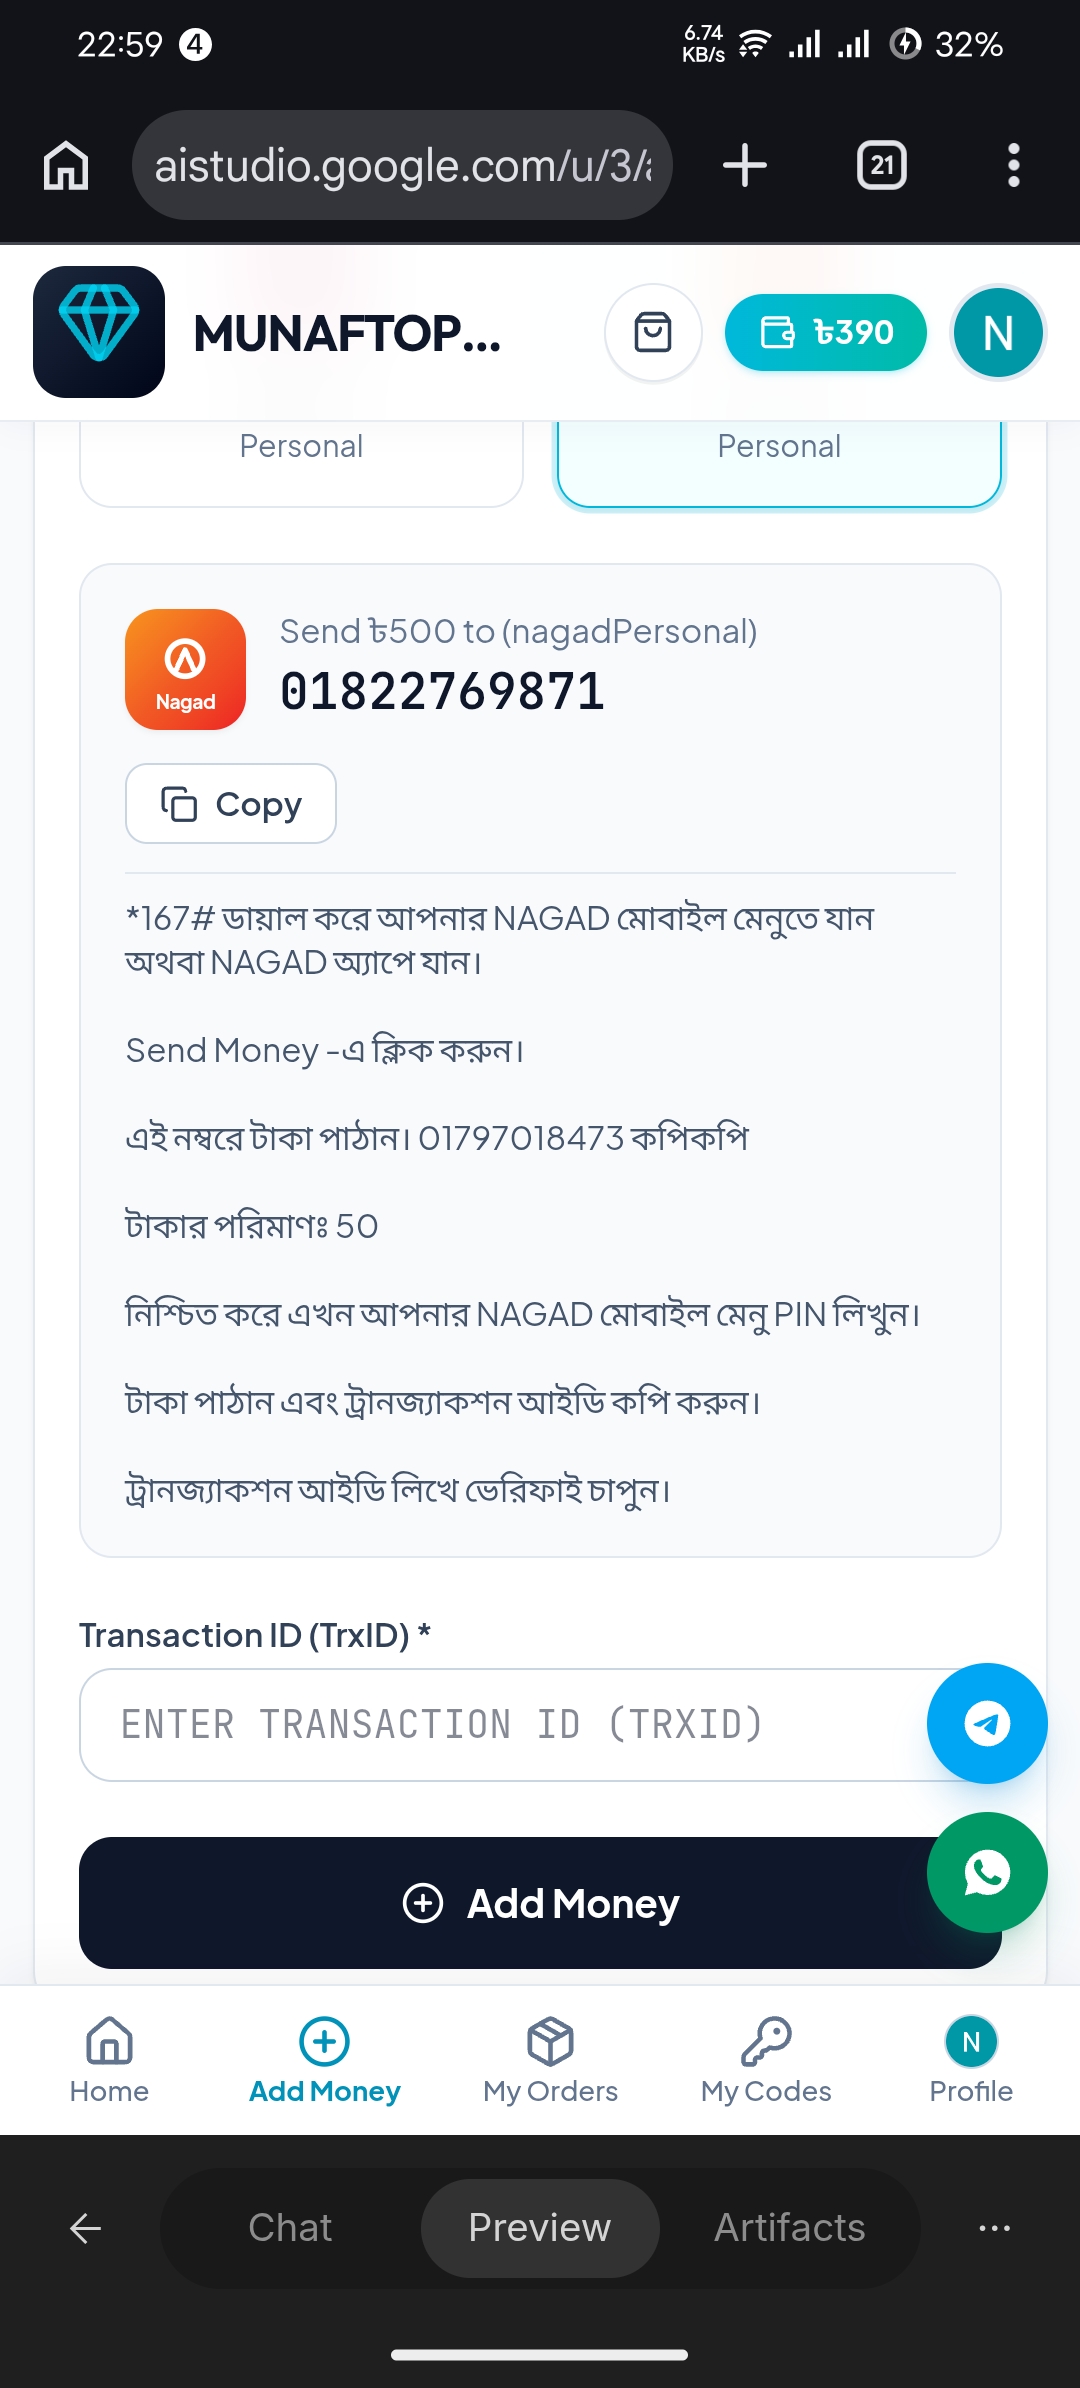 22:59 4 6.74 KB/s 32%
aistudio.google.com/u/3/
21
MUNAFTOP... ৳390 N
Personal Personal
Send ৳500 to (nagadPersonal)
01822769871
Nagad
Copy
*167# ডায়াল করে আপনার NAGAD মোবাইল মেনুতে যান
অথবা NAGAD অ্যাপে যান।
Send Money -এ ক্লিক করুন।
এই নম্বরে টাকা পাঠান। 01797018473 কপিকপি
টাকার পরিমাণঃ 50
নিশ্চিত করে এখন আপনার NAGAD মোবাইল মেনু PIN লিখুন।
টাকা পাঠান এবং ট্রানজ্যাকশন আইডি কপি করুন।
ট্রানজ্যাকশন আইডি লিখে ভেরিফাই চাপুন।
Transaction ID (TrxID) *
ENTER TRANSACTION ID (TRXID)
Add Money
N
Home Add Money My Orders My Codes Profile
Chat Preview Artifacts